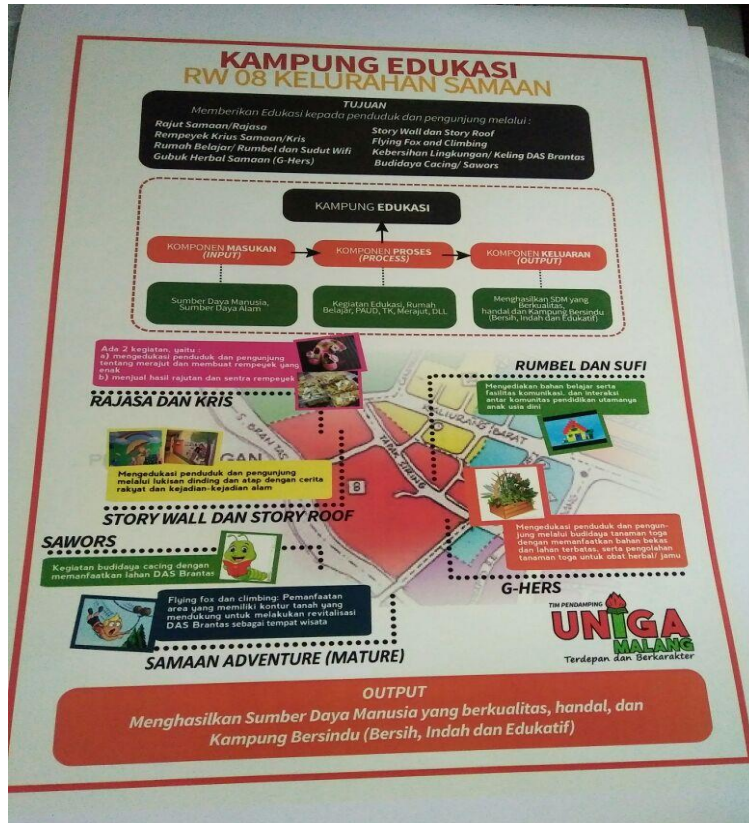 KAMPUNG EDUKASI
RW 08 KELURAHAN SAMAAN
TUJUAN
Memberikan Edukasi kepada penduduk dan pengunjung melalui :
Rajut Samaan/Rajasa
Rempeyek Krius Samaan/Kris
Rumah Belajar/ Rumbel dan Sudut Wifi
Gubuk Herbal Samaan (G-Hers)
Story Wall dan Story Roof
Flying Fox and Climbing
Kebersihan Lingkungan/ Keling DAS Brantas
Budidaya Cacing/ Sawors
KAMPUNG EDUKASI
KOMPONEN MASUKAN
(INPUT)
KOMPONEN PROSES
(PROCESS)
KOMPONEN KELUARAN
(OUTPUT)
Sumber Daya Manusia,
Sumber Daya Alam
Kegiatan Edukasi, Rumah
Belajar, PAUD, TK, Merajut, DLL
Menghasilkan SDM yang
Berkualitas,
handal dan Kampung Bersindu
(Bersih, Indah dan Edukatif)
Ada 2 kegiatan, yaitu :
a) mengedukasi penduduk dan pengunjung
tentang merajut dan membuat rempeyek yang
enak
b) menjual hasil rajutan dan sentra rempeyek
RAJASA DAN KRIS
RUMBEL DAN SUFI
Menyediakan bahan belajar serta
fasilitas komunikasi, dan interaksi
antar komunitas pendidikan utamanya
anak usia dini
KALIURANG BARAT
S. BRANTAS
TAPAK SIRING
8
GAN
Mengedukasi penduduk dan pengunjung
melalui lukisan dinding dan atap dengan cerita
rakyat dan kejadian-kejadian alam
STORY WALL DAN STORY ROOF
Mengedukasi penduduk dan pengun-
jung melalui budidaya tanaman toga
dengan memanfaatkan bahan bekas
dan lahan terbatas, serta pengolahan
tanaman toga untuk obat herbal/ jamu
G-HERS
SAWORS
Kegiatan budidaya cacing dengan
memanfaatkan lahan DAS Brantas
Flying fox dan climbing: Pemanfaatan
area yang memiliki kontur tanah yang
mendukung untuk melakukan revitalisasi
DAS Brantas sebagai tempat wisata
SAMAAN ADVENTURE (MATURE)
TIM PENDAMPING
UNIGA
MALANG
Terdepan dan Berkarakter
OUTPUT
Menghasilkan Sumber Daya Manusia yang berkualitas, handal, dan
Kampung Bersindu (Bersih, Indah dan Edukatif)